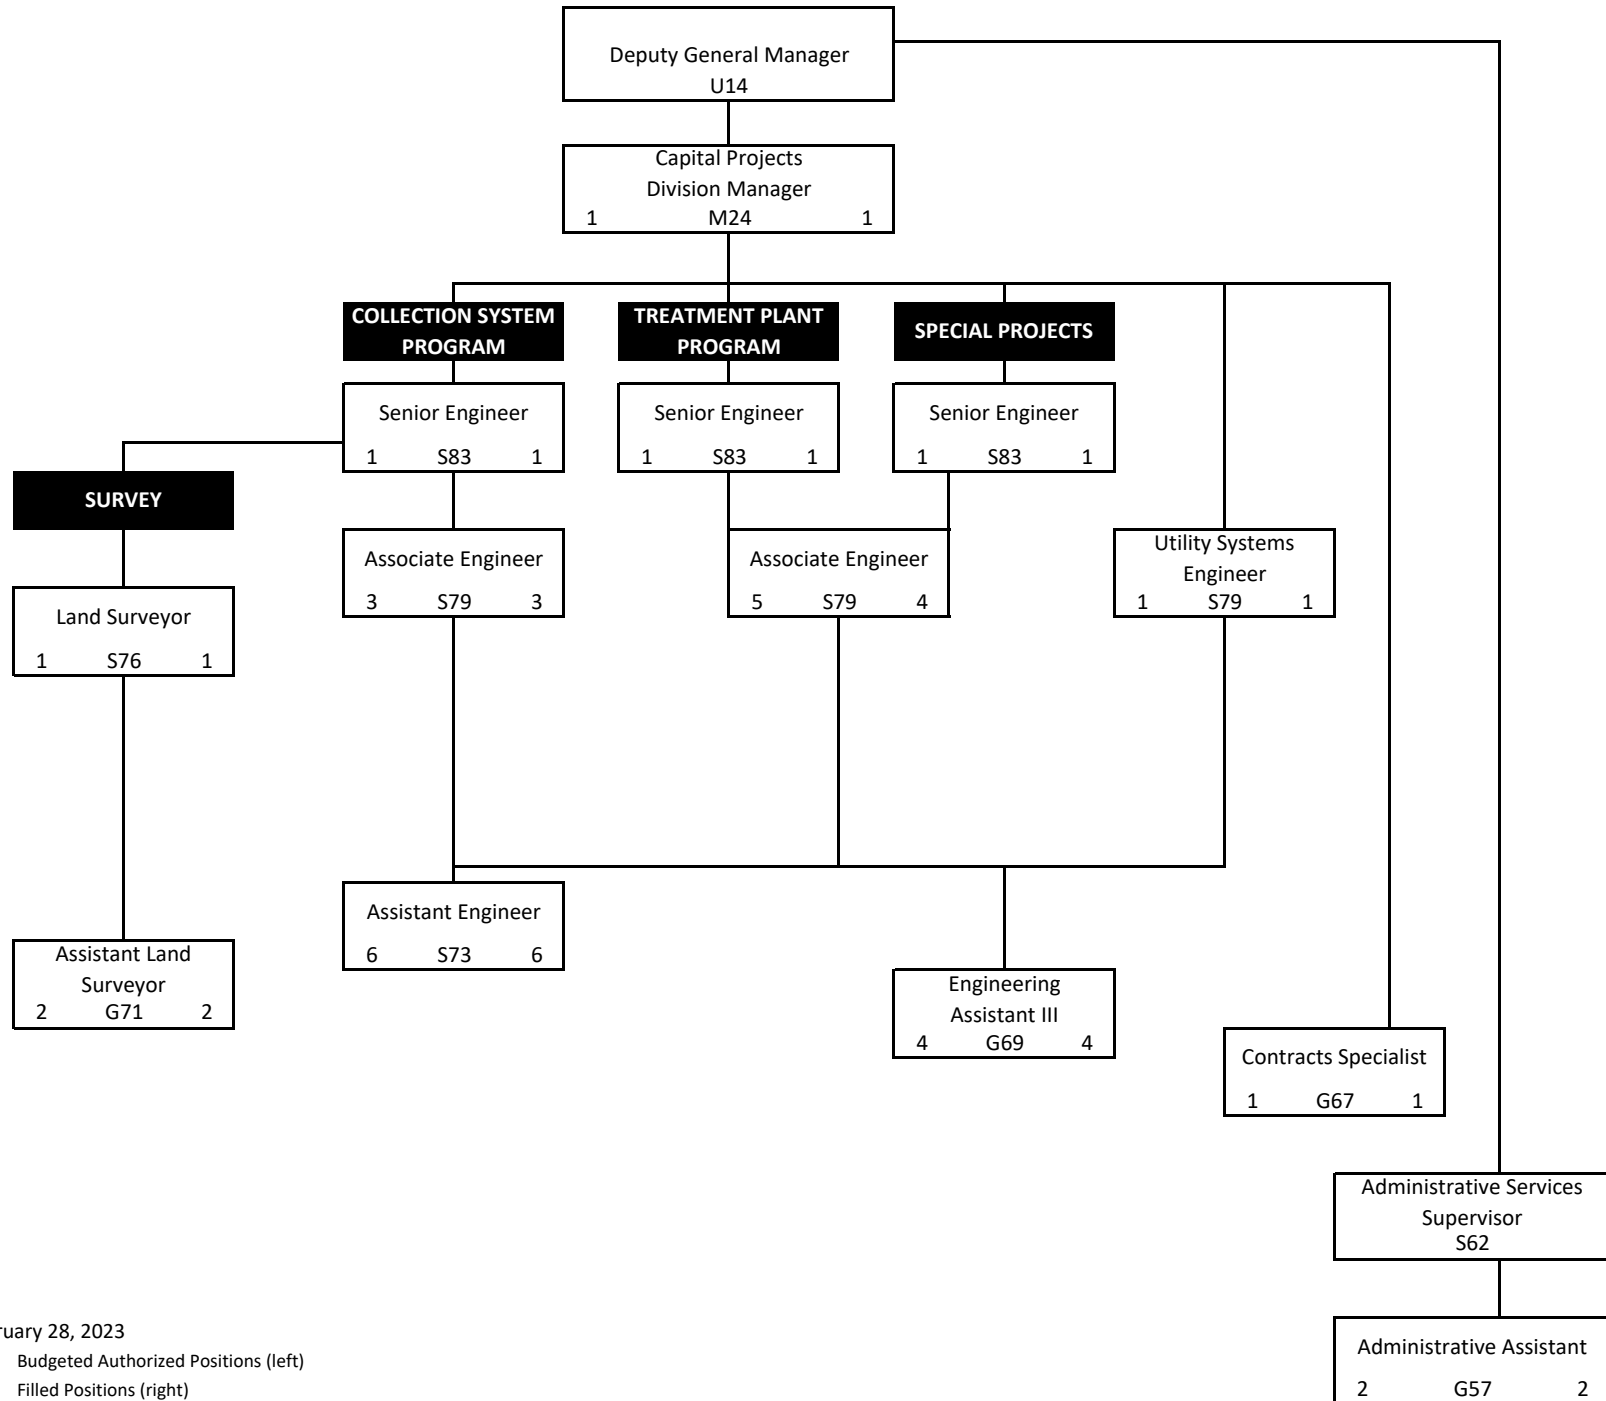 Deputy General Manager
U14
Capital Projects
Division Manager
1 M24 1
COLLECTION SYSTEM
PROGRAM
TREATMENT PLANT
PROGRAM
SPECIAL PROJECTS
Senior Engineer
1 S83 1
Senior Engineer
1 S83 1
Senior Engineer
1 S83 1
SURVEY
Associate Engineer
3 S79 3
Associate Engineer
5 S79 4
Utility Systems
Engineer
1 S79 1
Land Surveyor
1 S76 1
Assistant Engineer
6 S73 6
Assistant Land
Surveyor
2 G71 2
Engineering
Assistant III
4 G69 4
Contracts Specialist
1 G67 1
Administrative Services
Supervisor
S62
Administrative Assistant
2 G57 2
ruary 28, 2023
Budgeted Authorized Positions (left)
Filled Positions (right)